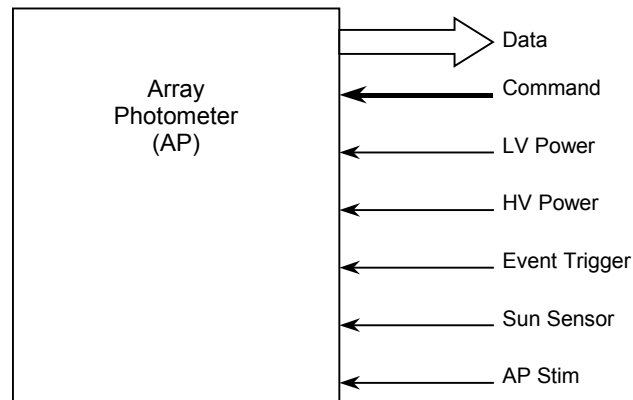 Array
Photometer
(AP)
Data
Command
LV Power
HV Power
Event Trigger
Sun Sensor
AP Stim